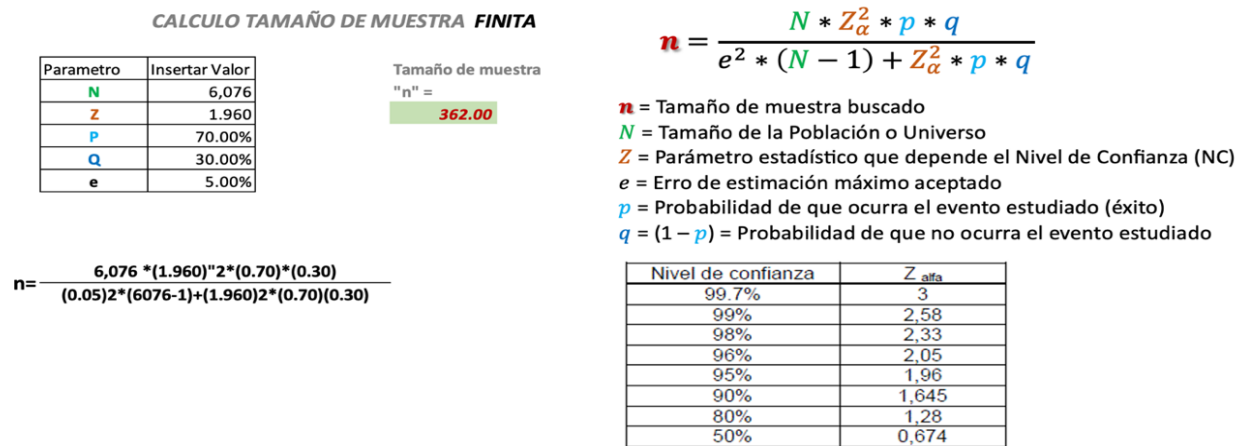 CALCULO TAMAÑO DE MUESTRA FINITA
Parametro Insertar Valor
N 6,076
Z 1.960
P 70.00%
Q 30.00%
e 5.00%
Tamaño de muestra
"n" =
362.00
n= 6,076 *(1.960)"2*(0.70)*(0.30)
(0.05)2*(6076-1)+(1.960)2*(0.70)(0.30)
n = N * Z²α * p * q
e² * (N − 1) + Z²α * p * q
n = Tamaño de muestra buscado
N = Tamaño de la Población o Universo
Z = Parámetro estadístico que depende el Nivel de Confianza (NC)
e = Erro de estimación máximo aceptado
p = Probabilidad de que ocurra el evento estudiado (éxito)
q = (1 − p) = Probabilidad de que no ocurra el evento estudiado
Nivel de confianza Z alfa
99.7% 3
99% 2,58
98% 2,33
96% 2,05
95% 1,96
90% 1,645
80% 1,28
50% 0,674